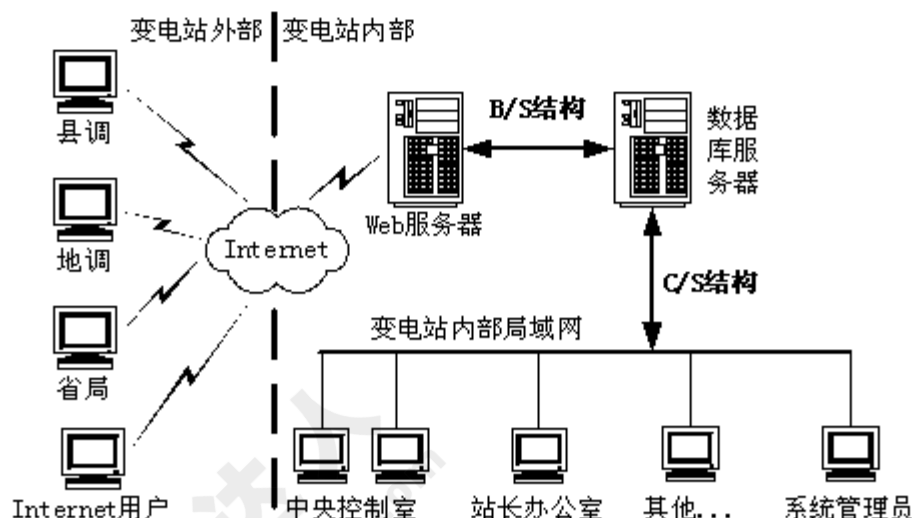 变电站外部
变电站内部
县调
地调
省局
Internet用户
Internet
Web服务器
B/S结构
数据
库服
务器
C/S结构
变电站内部局域网
中央控制室
站长办公室
其他...
系统管理员